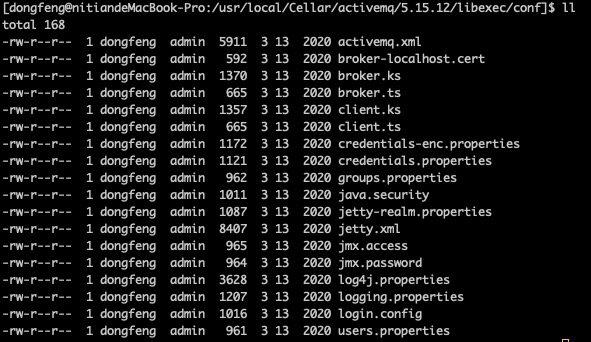 [dongfeng@nitiandeMacBook-Pro:/usr/local/Cellar/activemq/5.15.12/libexec/conf]$ ll
total 168
-rw-r--r-- 1 dongfeng admin 5911 3 13 2020 activemq.xml
-rw-r--r-- 1 dongfeng admin 592 3 13 2020 broker-localhost.cert
-rw-r--r-- 1 dongfeng admin 1370 3 13 2020 broker.ks
-rw-r--r-- 1 dongfeng admin 665 3 13 2020 broker.ts
-rw-r--r-- 1 dongfeng admin 1357 3 13 2020 client.ks
-rw-r--r-- 1 dongfeng admin 665 3 13 2020 client.ts
-rw-r--r-- 1 dongfeng admin 1172 3 13 2020 credentials-enc.properties
-rw-r--r-- 1 dongfeng admin 1121 3 13 2020 credentials.properties
-rw-r--r-- 1 dongfeng admin 962 3 13 2020 groups.properties
-rw-r--r-- 1 dongfeng admin 1011 3 13 2020 java.security
-rw-r--r-- 1 dongfeng admin 1087 3 13 2020 jetty-realm.properties
-rw-r--r-- 1 dongfeng admin 8407 3 13 2020 jetty.xml
-rw-r--r-- 1 dongfeng admin 965 3 13 2020 jmx.access
-rw-r--r-- 1 dongfeng admin 964 3 13 2020 jmx.password
-rw-r--r-- 1 dongfeng admin 3628 3 13 2020 log4j.properties
-rw-r--r-- 1 dongfeng admin 1207 3 13 2020 logging.properties
-rw-r--r-- 1 dongfeng admin 1016 3 13 2020 login.config
-rw-r--r-- 1 dongfeng admin 961 3 13 2020 users.properties